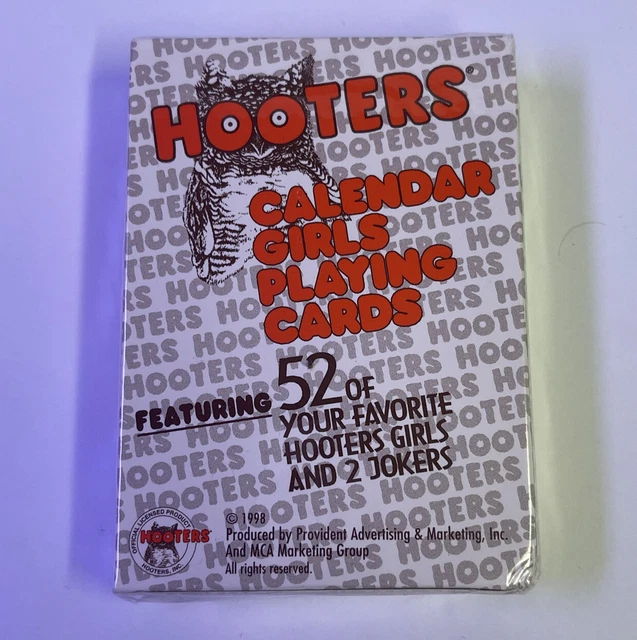 HOOTERS®
CALENDAR
GIRLS
PLAYING
CARDS
FEATURING 52 OF
YOUR FAVORITE
HOOTERS GIRLS
AND 2 JOKERS
© 1998
Produced by Provident Advertising & Marketing, Inc.
And MCA Marketing Group
All rights reserved.
OFFICIAL LICENSED PRODUCT
HOOTERS
HOOTERS, INC.